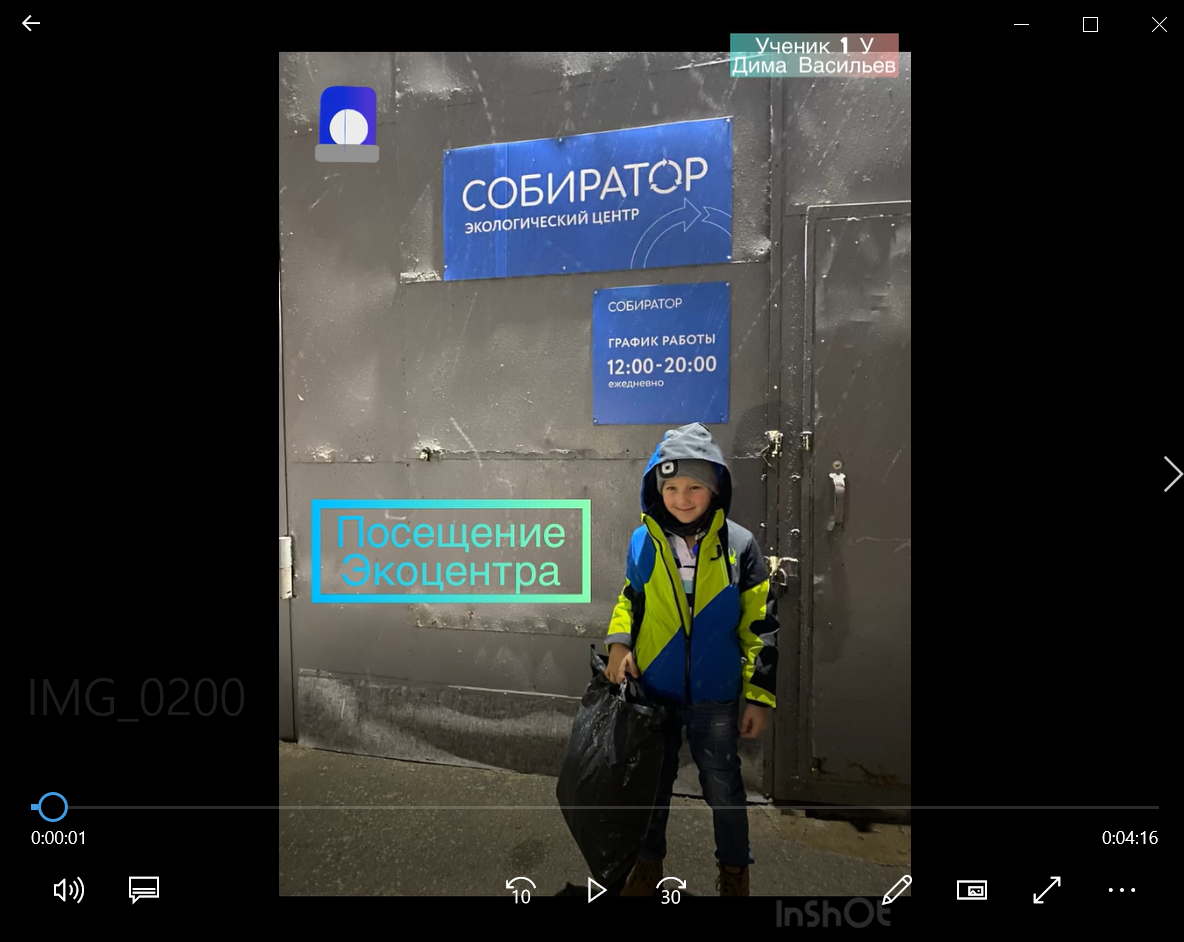 Ученик 1 У
Дима Васильев
СОБИРАТОР
ЭКОЛОГИЧЕСКИЙ ЦЕНТР
СОБИРАТОР
ГРАФИК РАБОТЫ
12:00-20:00
ежедневно
Посещение
Экоцентра
IMG_0200
0:00:01
0:04:16
10
30
InShOt